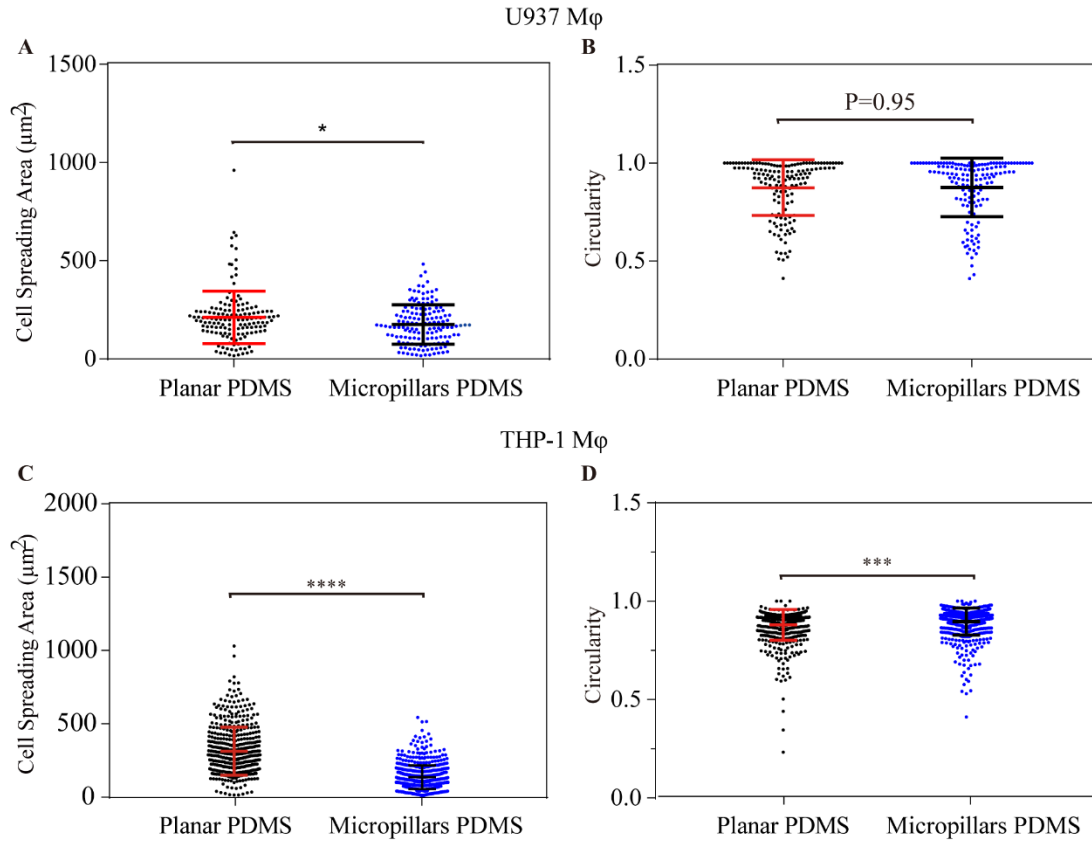 U937 Mφ
A
1500
1000
500
0
Cell Spreading Area (µm²)
*
Planar PDMS
Micropillars PDMS
B
1.5
1.0
0.5
0.0
Circularity
P=0.95
Planar PDMS
Micropillars PDMS
THP-1 Mφ
C
2000
1500
1000
500
0
Cell Spreading Area (µm²)
****
Planar PDMS
Micropillars PDMS
D
1.5
1.0
0.5
0.0
Circularity
***
Planar PDMS
Micropillars PDMS